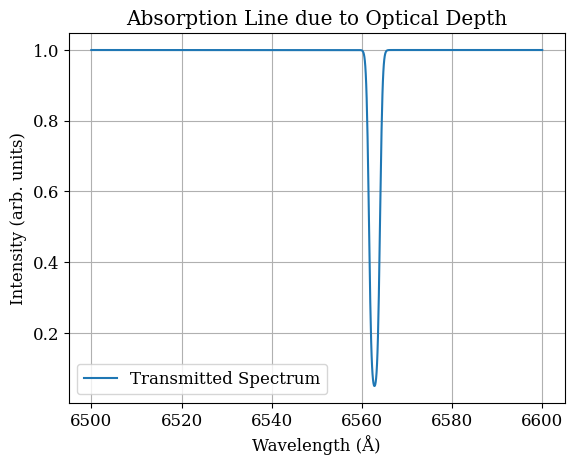 Absorption Line due to Optical Depth
Intensity (arb. units)
1.0
0.8
0.6
0.4
0.2
Transmitted Spectrum
6500 6520 6540 6560 6580 6600
Wavelength (Å)